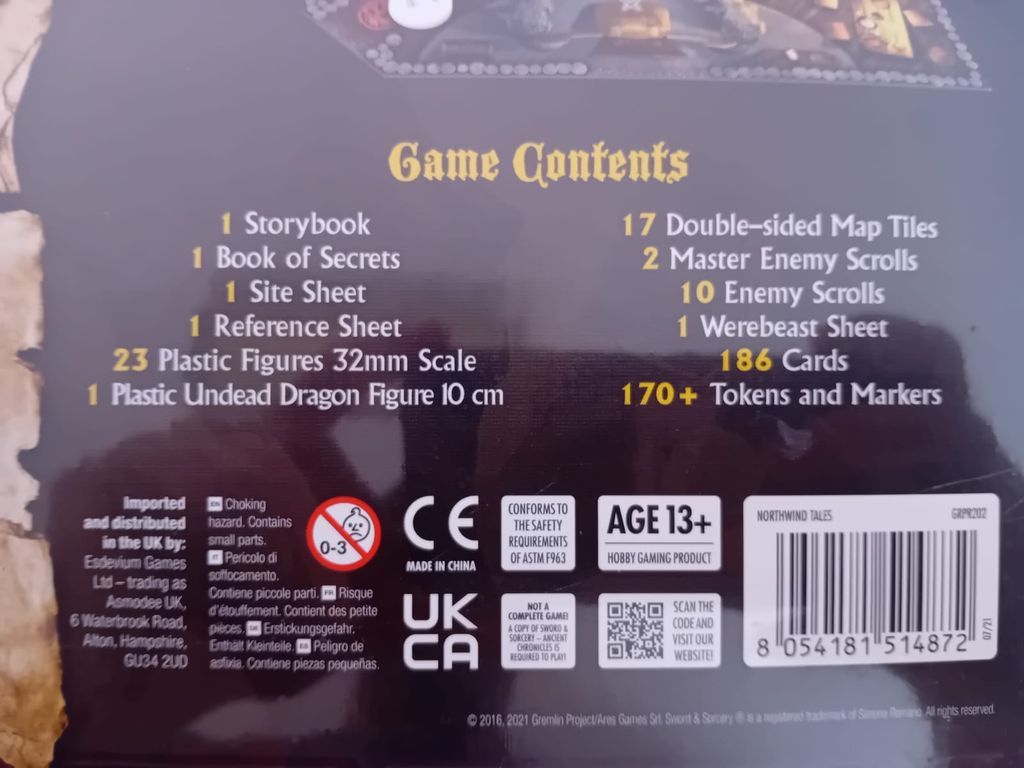 Game Contents
1 Storybook
1 Book of Secrets
1 Site Sheet
1 Reference Sheet
23 Plastic Figures 32mm Scale
1 Plastic Undead Dragon Figure 10 cm
17 Double-sided Map Tiles
2 Master Enemy Scrolls
10 Enemy Scrolls
1 Werebeast Sheet
186 Cards
170+ Tokens and Markers
Imported
and distributed
in the UK by:
Esdevium Games
Ltd – trading as
Asmodee UK,
6 Waterbrook Road,
Alton, Hampshire,
GU34 2UD
EN Choking
hazard. Contains
small parts.
IT Pericolo di
soffocamento.
Contiene piccole parti. FR Risque
d'étouffement. Contient des petite
pièces. DE Erstickungsgefahr.
Enthält Kleinteile. ES Peligro de
asfixia. Contiene piezas pequeñas.
0-3
CE
MADE IN CHINA
UK
CA
CONFORMS TO
THE SAFETY
REQUIREMENTS
OF ASTM F963
NOT A
COMPLETE GAME!
A COPY OF SWORD &
SORCERY – ANCIENT
CHRONICLES IS
REQUIRED TO PLAY!
AGE 13+
HOBBY GAMING PRODUCT
SCAN THE
CODE AND
VISIT OUR
WEBSITE!
NORTHWIND TALES GRPR202
8 054181 514872
07/21
© 2016, 2021 Gremlin Project/Ares Games Srl. Sword & Sorcery ® is a registered trademark of Simone Romano. All rights reserved.